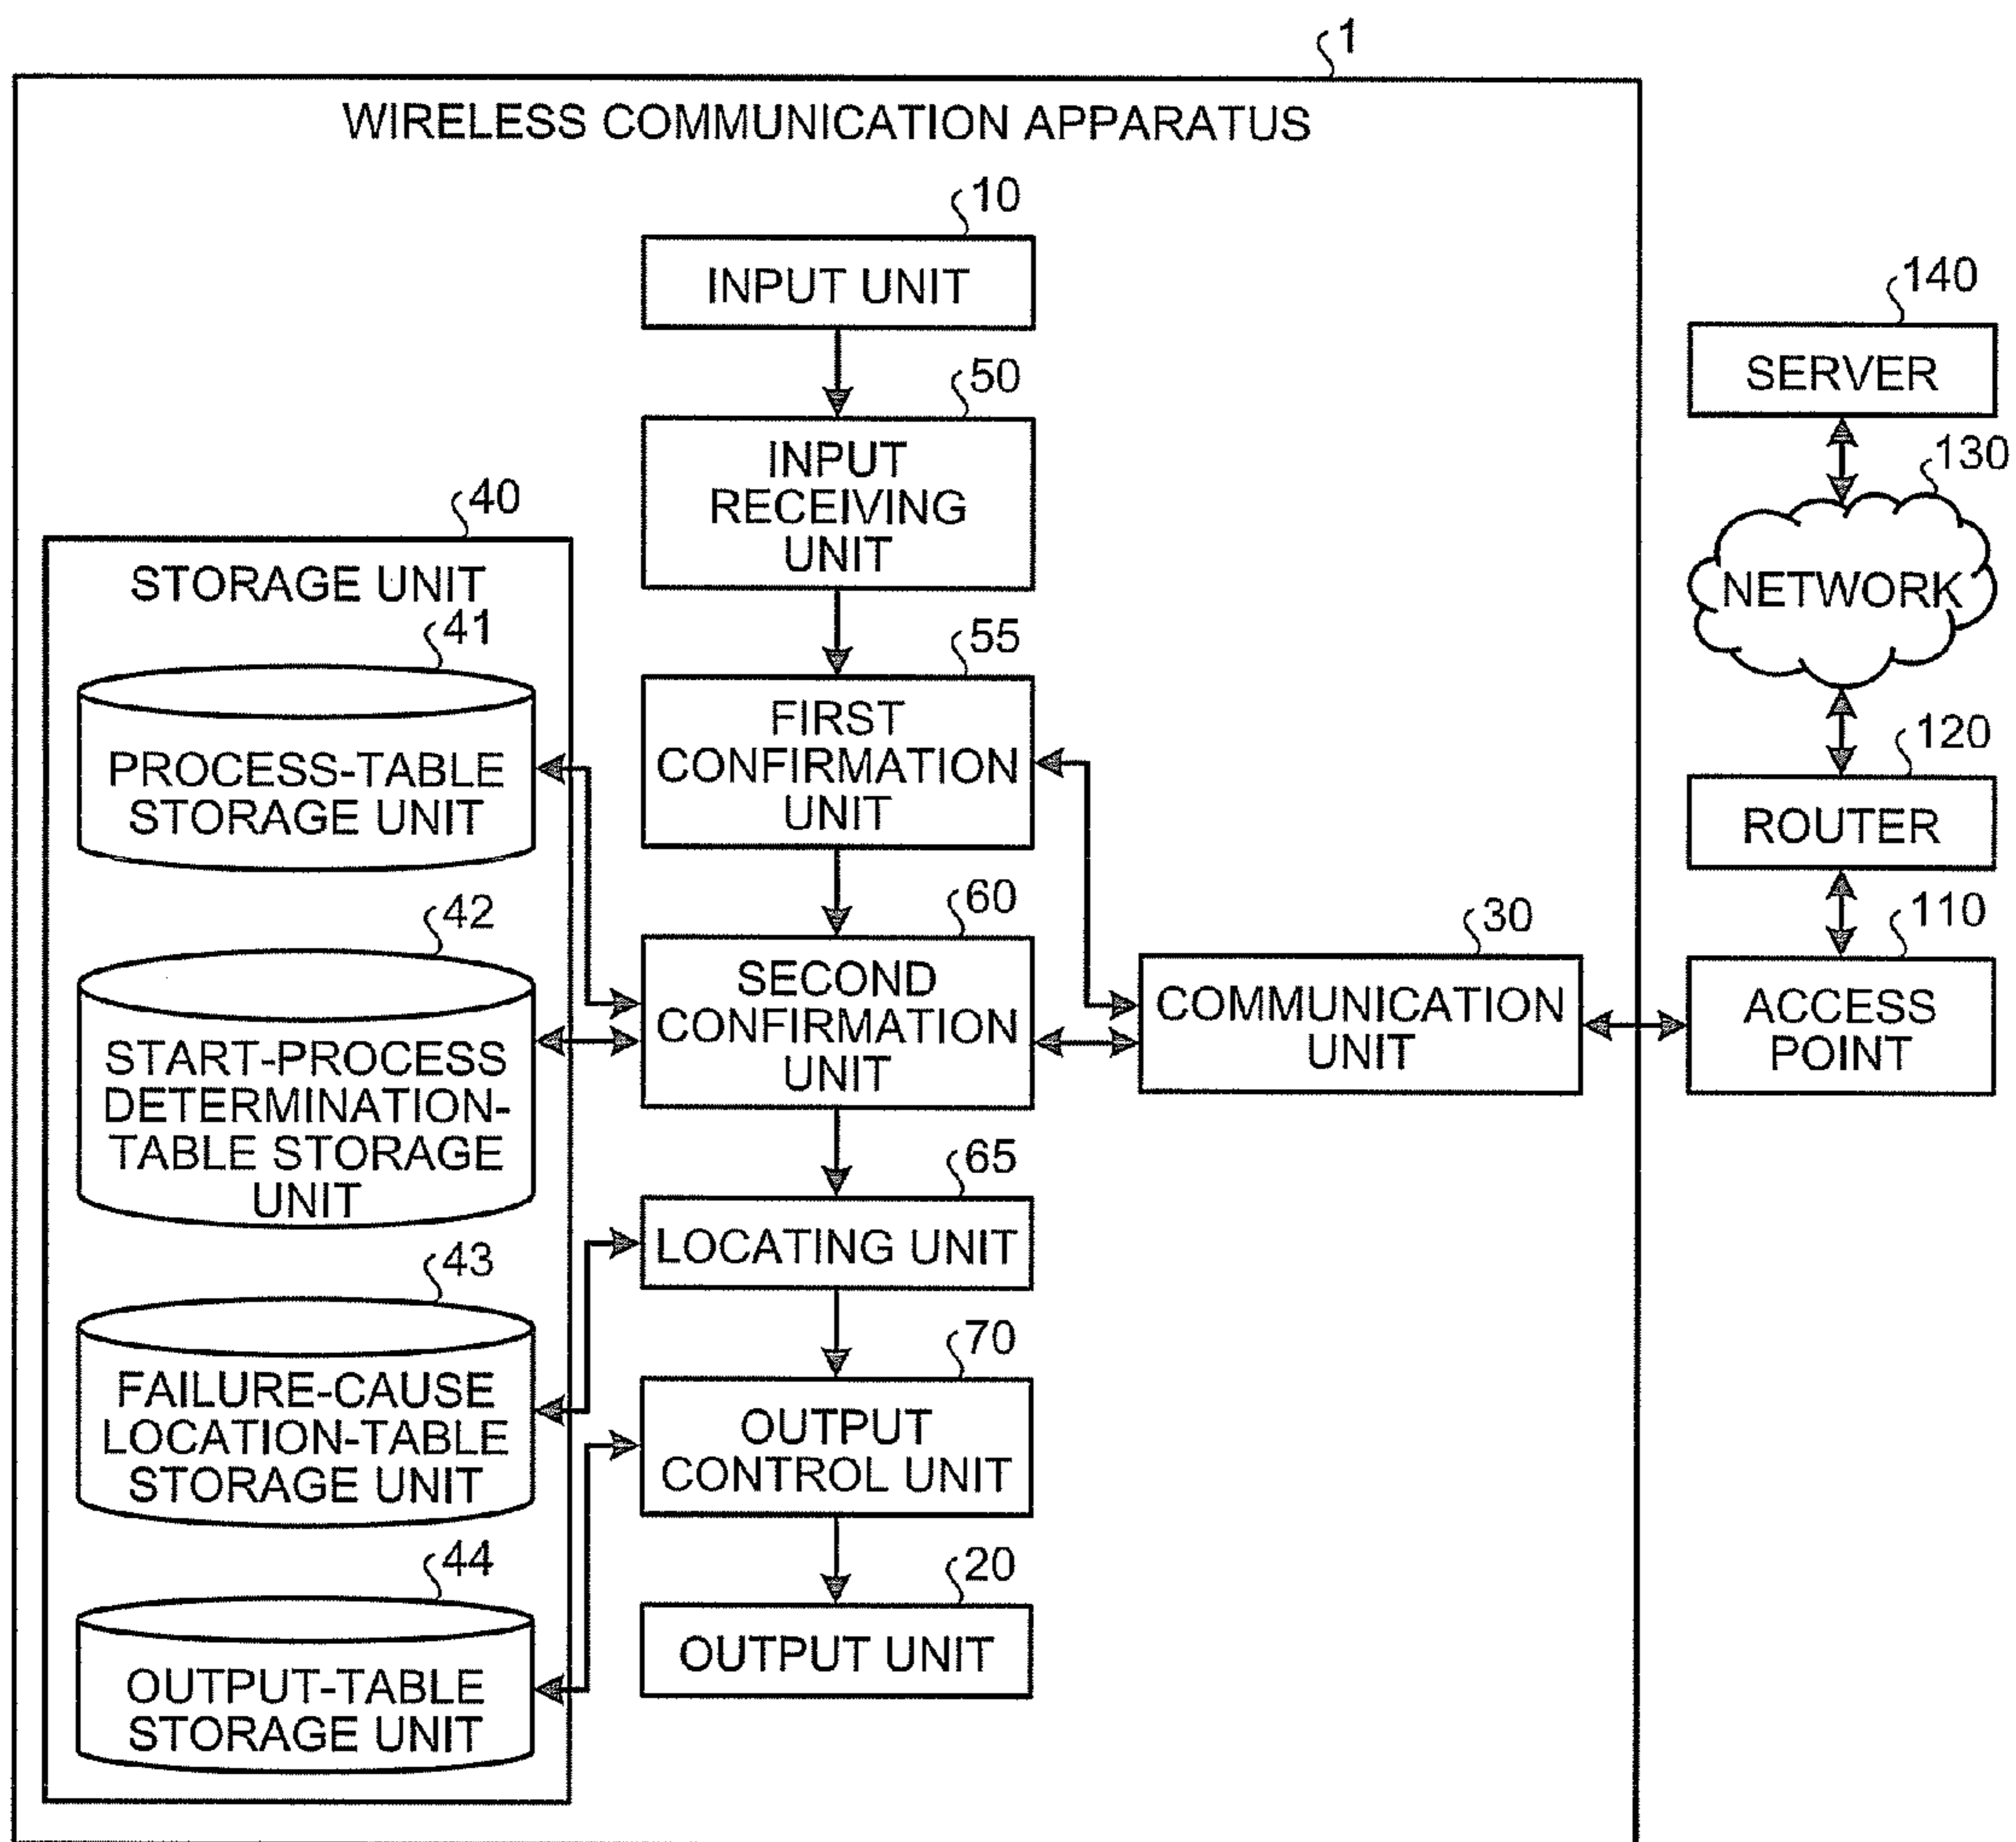 1
WIRELESS COMMUNICATION APPARATUS
10
INPUT UNIT
50
INPUT
RECEIVING
UNIT
55
FIRST
CONFIRMATION
UNIT
60
SECOND
CONFIRMATION
UNIT
65
LOCATING UNIT
70
OUTPUT
CONTROL UNIT
20
OUTPUT UNIT
40
STORAGE UNIT
41
PROCESS-TABLE
STORAGE UNIT
42
START-PROCESS
DETERMINATION-
TABLE STORAGE
UNIT
43
FAILURE-CAUSE
LOCATION-TABLE
STORAGE UNIT
44
OUTPUT-TABLE
STORAGE UNIT
30
COMMUNICATION
UNIT
140
SERVER
130
NETWORK
120
ROUTER
110
ACCESS
POINT